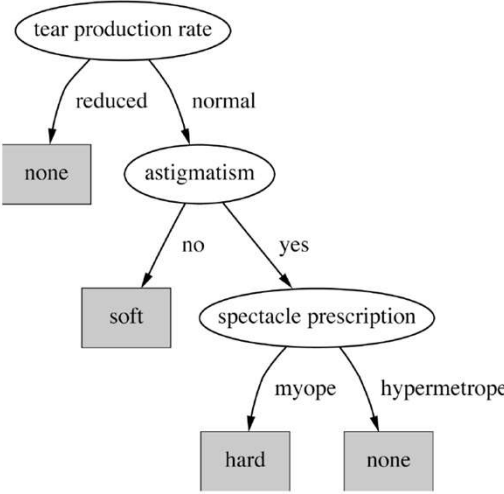 tear production rate
reduced
normal
none
astigmatism
no
yes
soft
spectacle prescription
myope
hypermetrope
hard
none